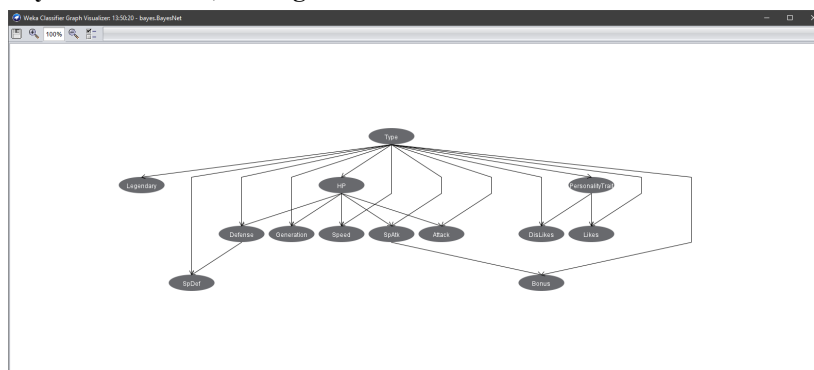 Weka Classifier Graph Visualizer: 13:50:20 - bayes.BayesNet
100%
Type
Legendary
HP
PersonalityTrait
Defense
Generation
Speed
SpAtk
Attack
DisLikes
Likes
SpDef
Bonus